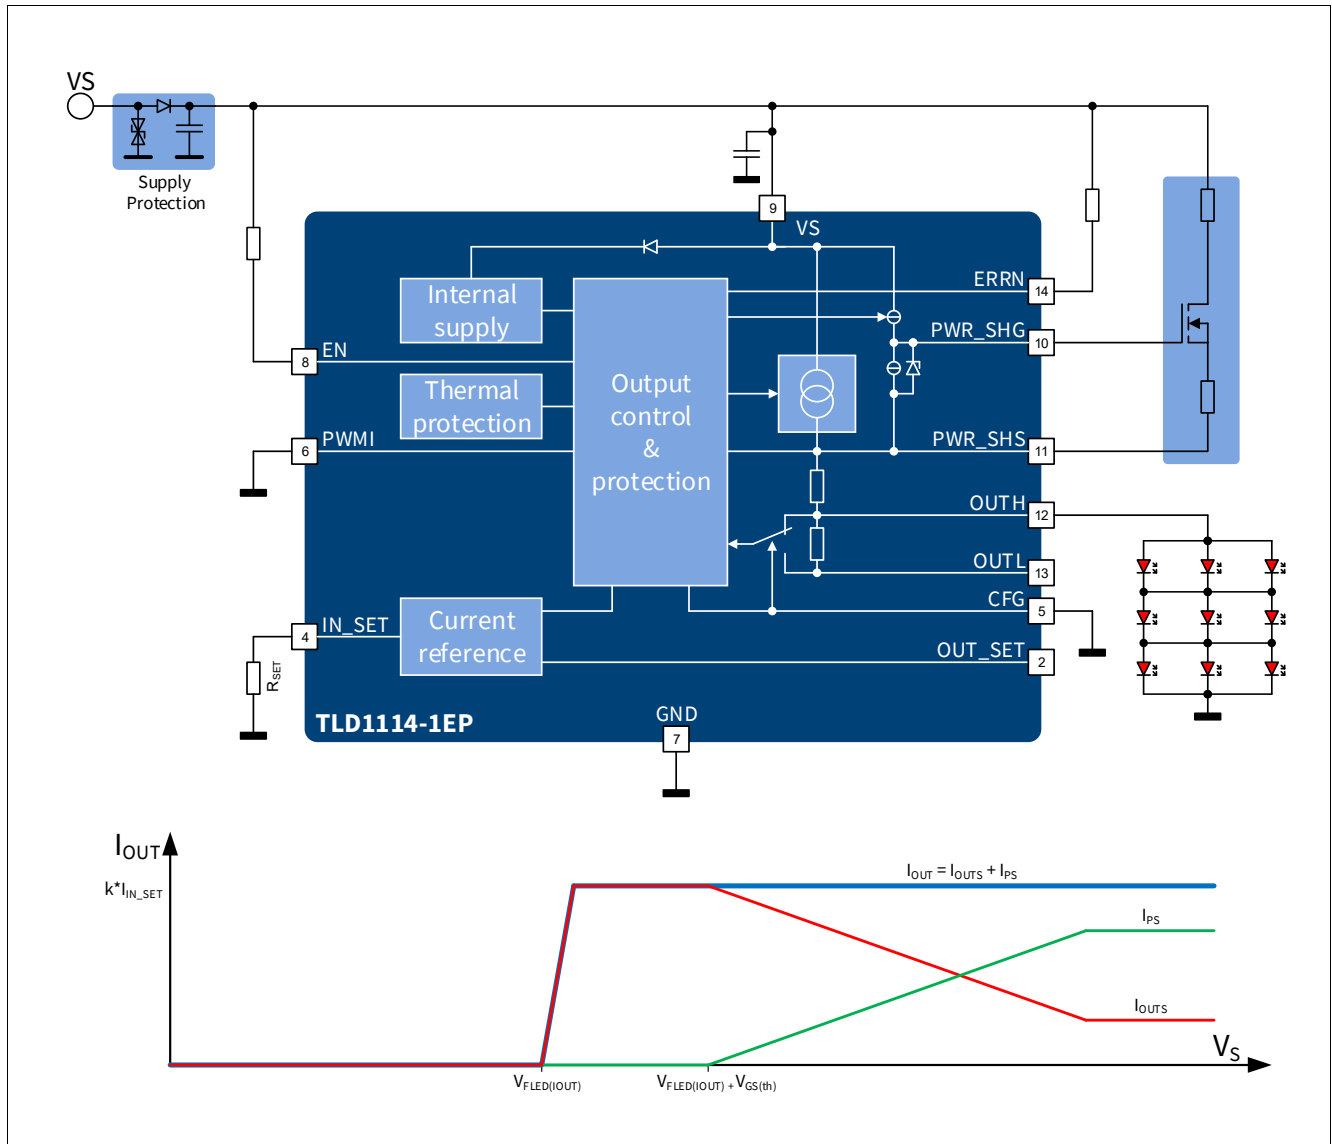 VS
Supply
Protection
9
VS
Internal
supply
ERRN
14
PWR_SHG
10
EN
8
Thermal
protection
Output
control
&
protection
PWMI
6
PWR_SHS
11
OUTH
12
OUTL
13
CFG
5
IN_SET
4
Current
reference
OUT_SET
2
RSET
TLD1114-1EP
GND
7
IOUT
k*IIN_SET
IOUT = IOUTS + IPS
IPS
IOUTS
VS
VFLED(IOUT)
VFLED(IOUT) + VGS(th)